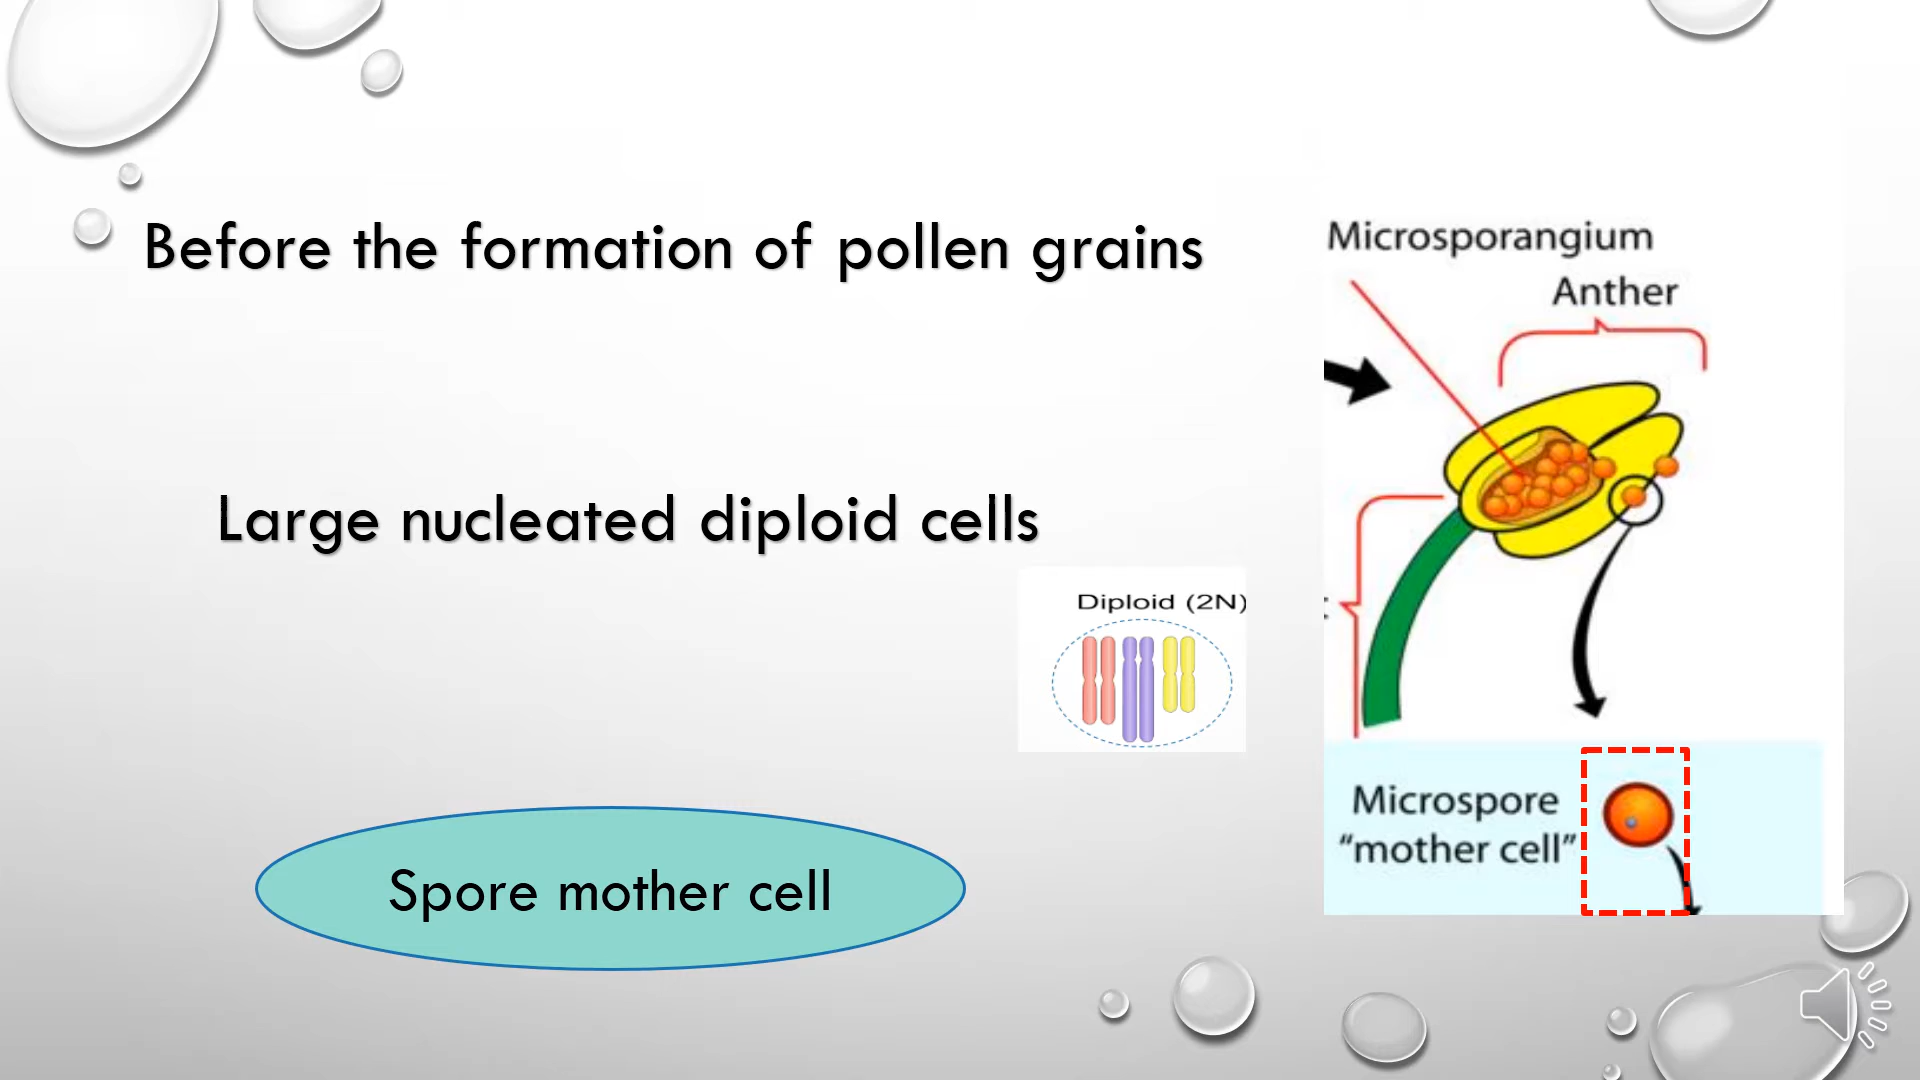 Before the formation of pollen grains
Large nucleated diploid cells
Diploid (2N)
Spore mother cell
Microsporangium
Anther
Microspore
“mother cell”